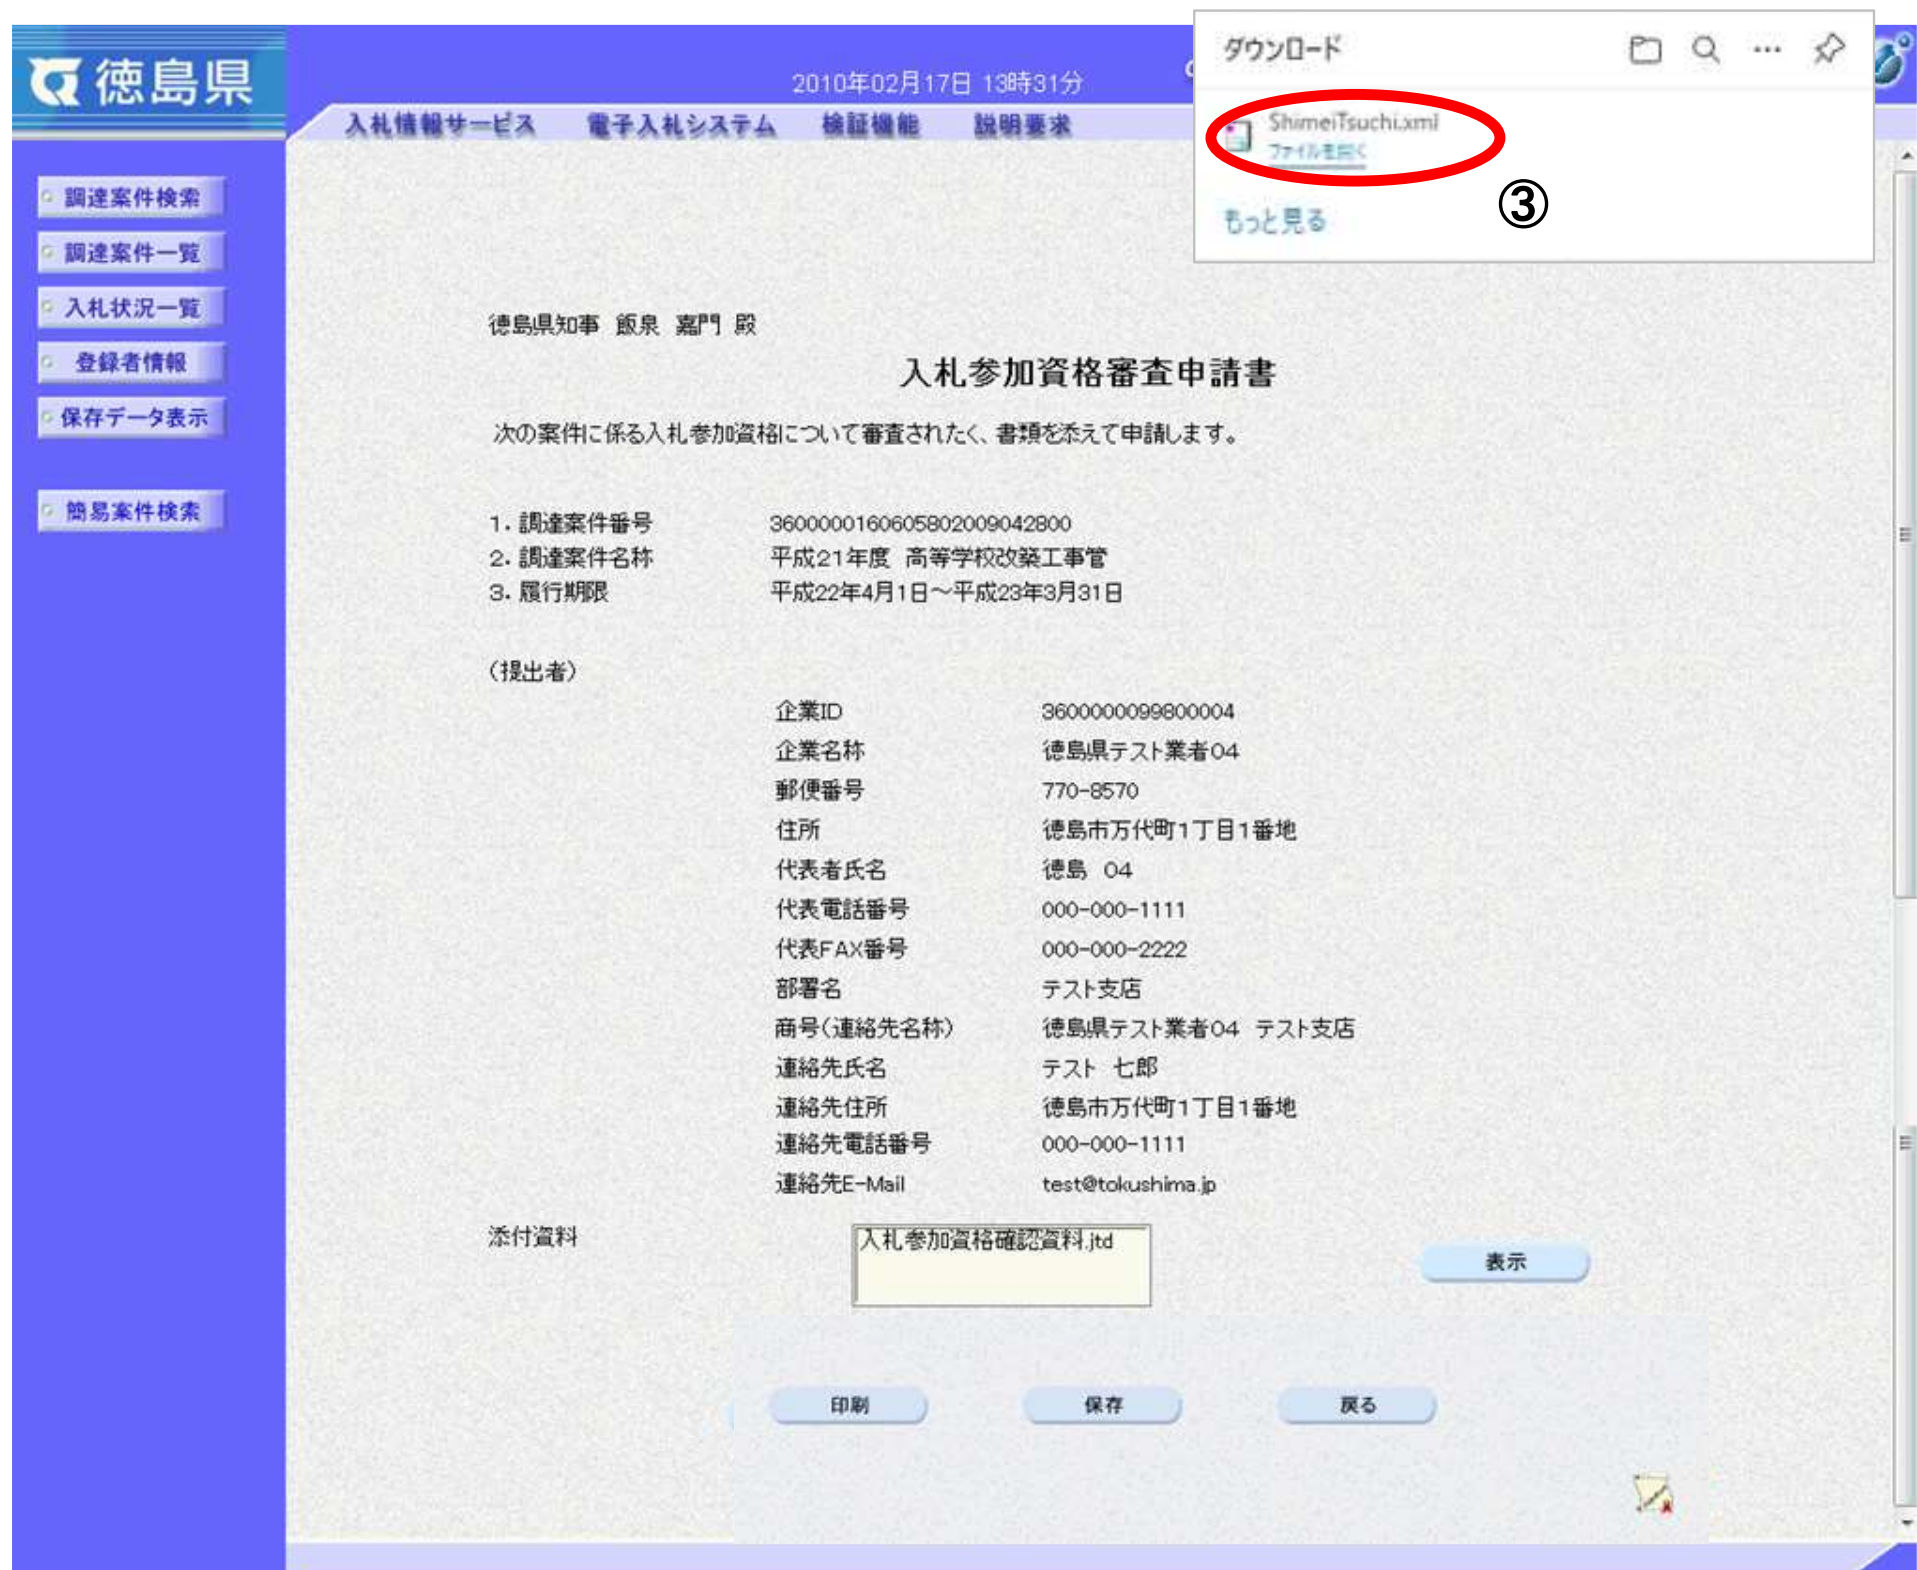 徳島県
2010年02月17日 13時31分
入札情報サービス 電子入札システム 検証機能 説明要求
ダウンロード
ShimeiTsuchi.xml
ファイルを開く
③
もっと見る
調達案件検索
調達案件一覧
入札状況一覧
登録者情報
保存データ表示
簡易案件検索
徳島県知事 飯泉 嘉門 殿
入札参加資格審査申請書
次の案件に係る入札参加資格について審査されたく、書類を添えて申請します。
1. 調達案件番号 3600000160605802009042800
2. 調達案件名称 平成21年度 高等学校改築工事管
3. 履行期限 平成22年4月1日～平成23年3月31日
(提出者)
企業ID 3600000099800004
企業名称 徳島県テスト業者04
郵便番号 770-8570
住所 徳島市万代町1丁目1番地
代表者氏名 徳島 04
代表電話番号 000-000-1111
代表FAX番号 000-000-2222
部署名 テスト支店
商号(連絡先名称) 徳島県テスト業者04 テスト支店
連絡先氏名 テスト 七郎
連絡先住所 徳島市万代町1丁目1番地
連絡先電話番号 000-000-1111
連絡先E-Mail test@tokushima.jp
添付資料 入札参加資格確認資料.jtd
表示
印刷 保存 戻る